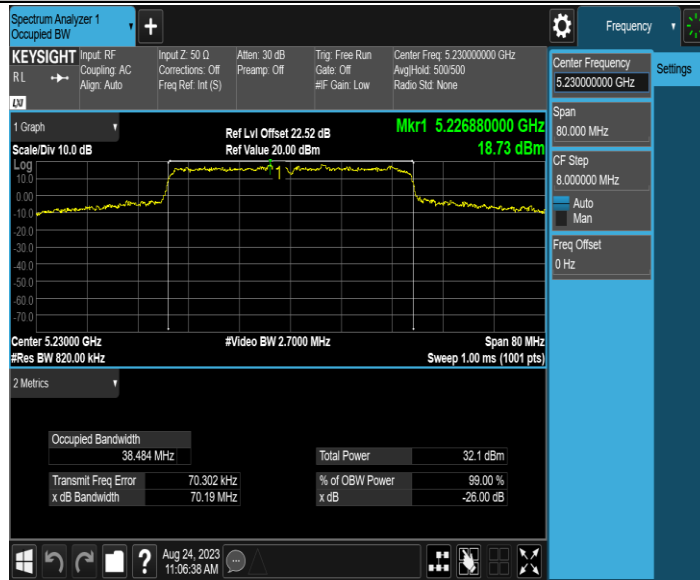 Spectrum Analyzer 1
Occupied BW
+
Frequency
KEYSIGHT
RL
LXI
Input: RF
Coupling: AC
Align: Auto
Input Z: 50 Ω
Corrections: Off
Freq Ref: Int (S)
Atten: 30 dB
Preamp: Off
Trig: Free Run
Gate: Off
#IF Gain: Low
Center Freq: 5.230000000 GHz
Avg|Hold: 500/500
Radio Std: None
Center Frequency
5.230000000 GHz
Settings
Span
80.000 MHz
CF Step
8.000000 MHz
Auto
Man
Freq Offset
0 Hz
1 Graph
Scale/Div 10.0 dB
Ref Lvl Offset 22.52 dB
Ref Value 20.00 dBm
Mkr1 5.226880000 GHz
18.73 dBm
Log
10.0
0.00
-10.0
-20.0
-30.0
-40.0
-50.0
-60.0
-70.0
1
Center 5.23000 GHz
#Res BW 820.00 kHz
#Video BW 2.7000 MHz
Span 80 MHz
Sweep 1.00 ms (1001 pts)
2 Metrics
Occupied Bandwidth
38.484 MHz
Total Power 32.1 dBm
Transmit Freq Error 70.302 kHz
% of OBW Power 99.00 %
x dB Bandwidth 70.19 MHz
x dB -26.00 dB
?
Aug 24, 2023
11:06:38 AM